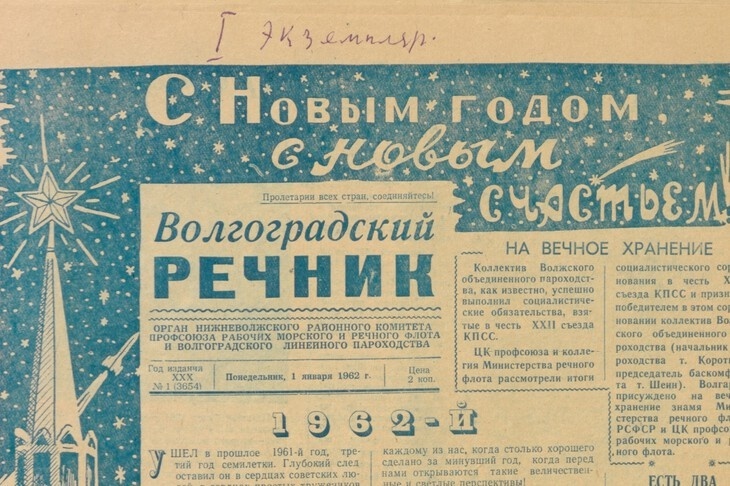 I Экземпляр.
С Новым годом,
с новым
счастьем!
Пролетарии всех стран, соединяйтесь!
Волгоградский
РЕЧНИК
ОРГАН НИЖНЕВОЛЖСКОГО РАЙОННОГО КОМИТЕТА
ПРОФСОЮЗА РАБОЧИХ МОРСКОГО И РЕЧНОГО ФЛОТА
И ВОЛГОГРАДСКОГО ЛИНЕЙНОГО ПАРОХОДСТВА
Год издания
XXX
№ 1 (3654)
Понедельник, 1 января 1962 г.
Цена
2 коп.
НА ВЕЧНОЕ ХРАНЕНИЕ
Коллектив Волжского
объединенного пароходст-
ва, как известно, успешно
выполнил социалистиче-
ские обязательства, взя-
тые в честь XXII съезда
КПСС.
ЦК профсоюза и колле-
гия Министерства речного
флота рассмотрели итоги
социалистического сор
нования в честь X
съезда КПСС и призн
победителем в этом сор
новании коллектив Во
ского объединенного
роходства (начальник
роходства т. Корот
председатель баскомф
та т. Шеин). Волга
присуждено на веч
хранение знамя Ми
стерства речного ф
РСФСР и ЦК профсо
рабочих морского и р
ного флота.
1962-й
УШЕЛ в прошлое 1961-й год, тре-
тий год семилетки. Глубокий след
оставил он в сердцах советских лю-
каждому из нас, когда столько хорошего
сделано за минувший год, когда перед
нами открываются такие величествен-
ные и светлые перспективы!
ЕСТЬ ДВА